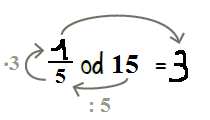 ·3 1/5 od 15 = 3
: 5